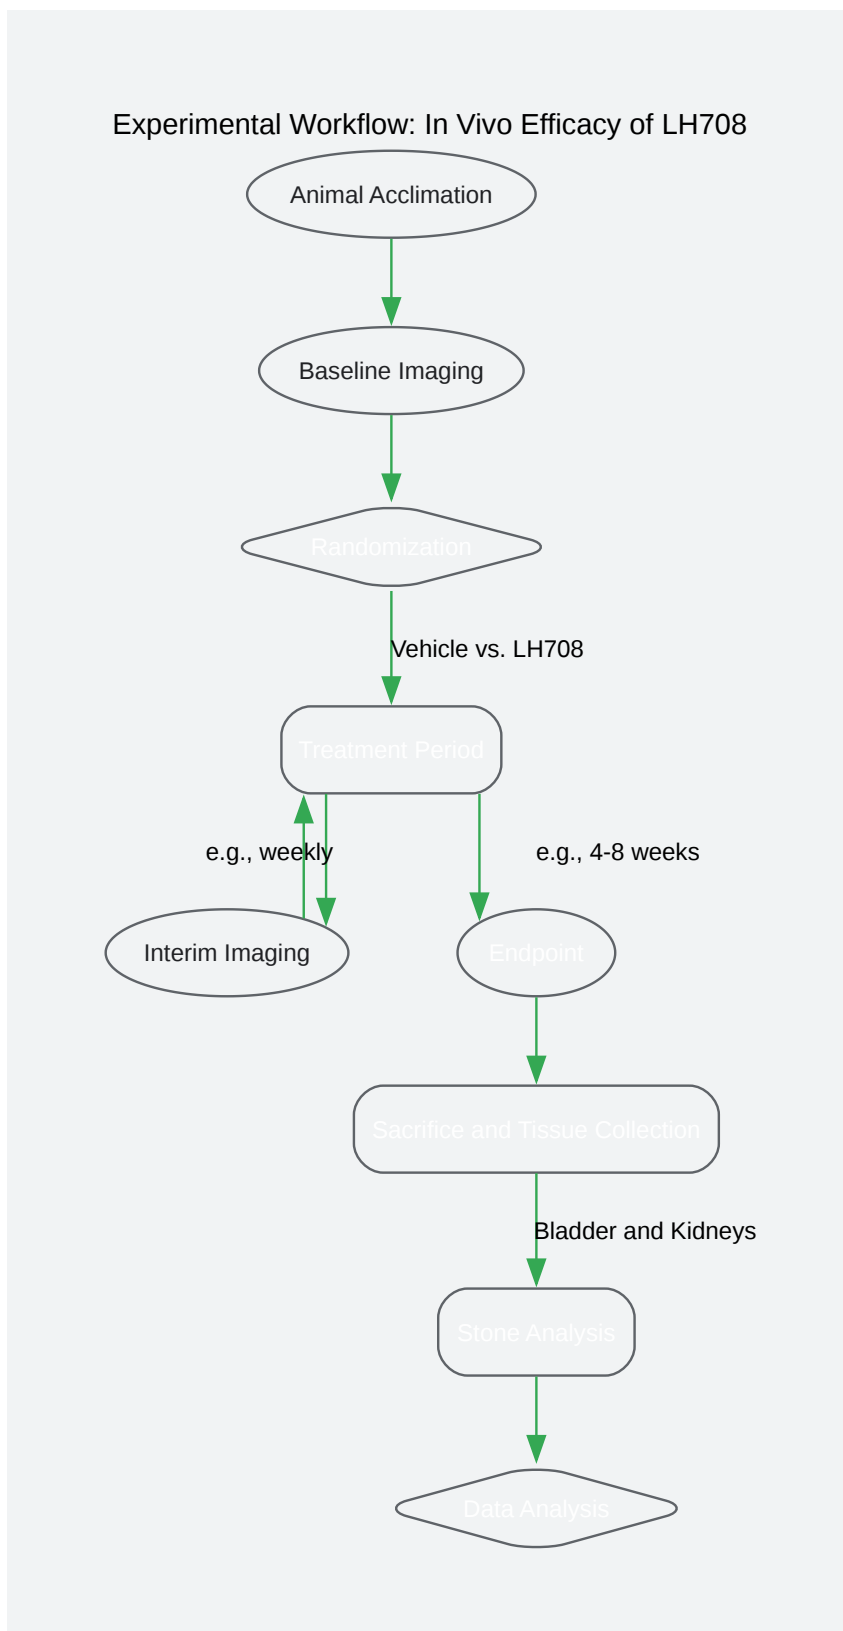 Experimental Workflow: In Vivo Efficacy of LH708
Animal Acclimation
Baseline Imaging
Randomization
Vehicle vs. LH708
Treatment Period
e.g., weekly
e.g., 4-8 weeks
Interim Imaging
Endpoint
Sacrifice and Tissue Collection
Bladder and Kidneys
Stone Analysis
Data Analysis